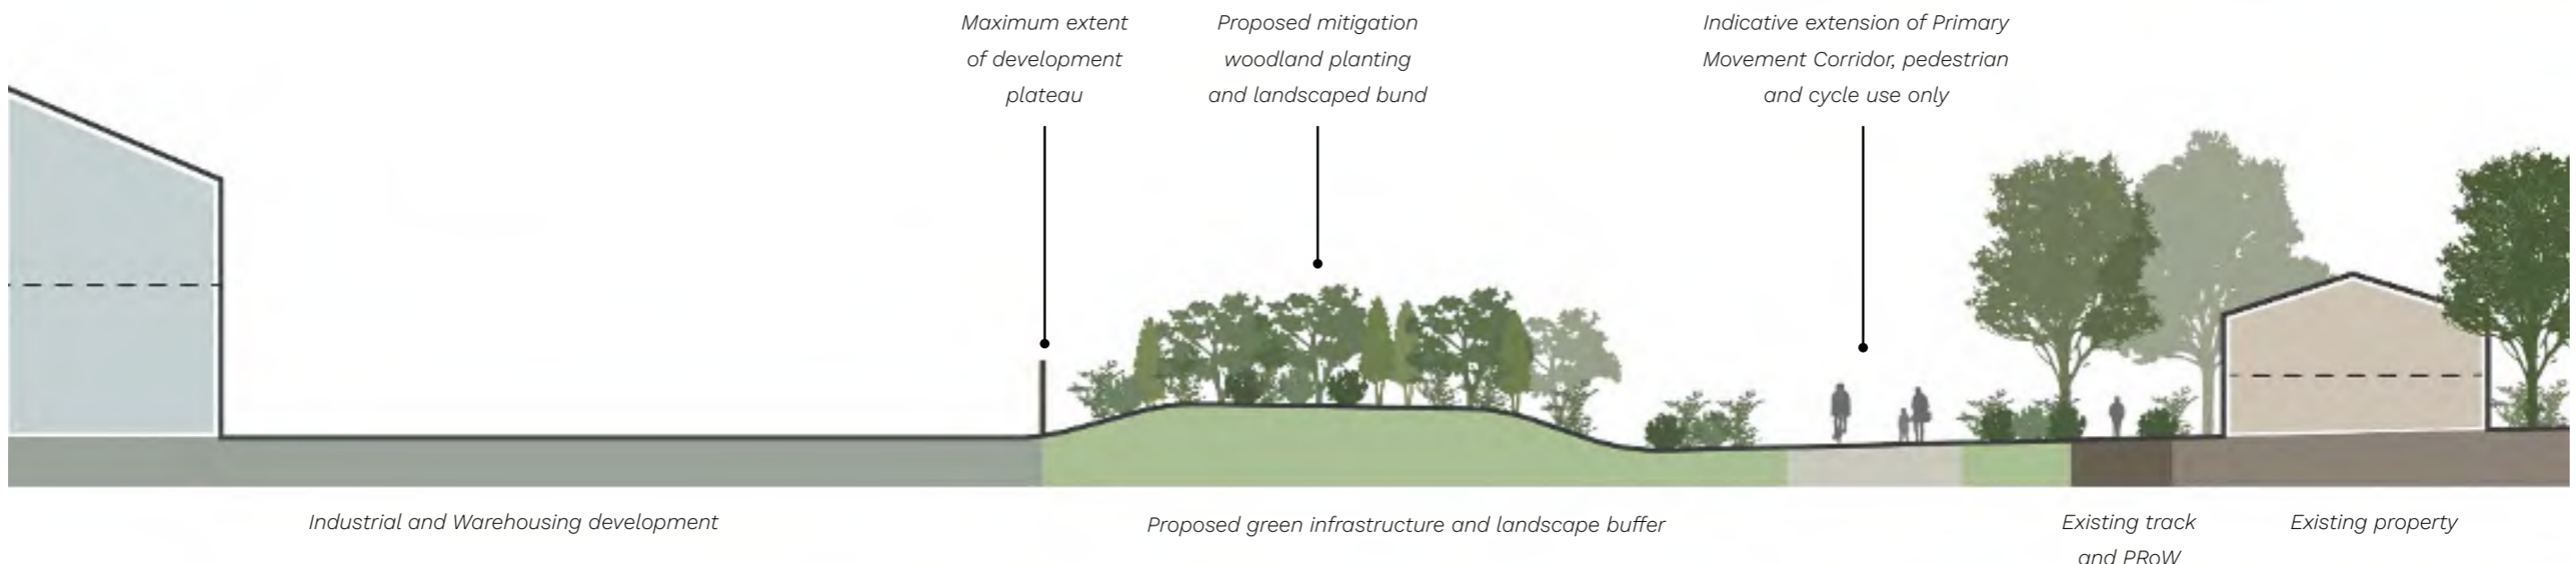 Maximum extent
of development
plateau
Proposed mitigation
woodland planting
and landscaped bund
Indicative extension of Primary
Movement Corridor, pedestrian
and cycle use only
Industrial and Warehousing development
Proposed green infrastructure and landscape buffer
Existing track
and PRoW
Existing property